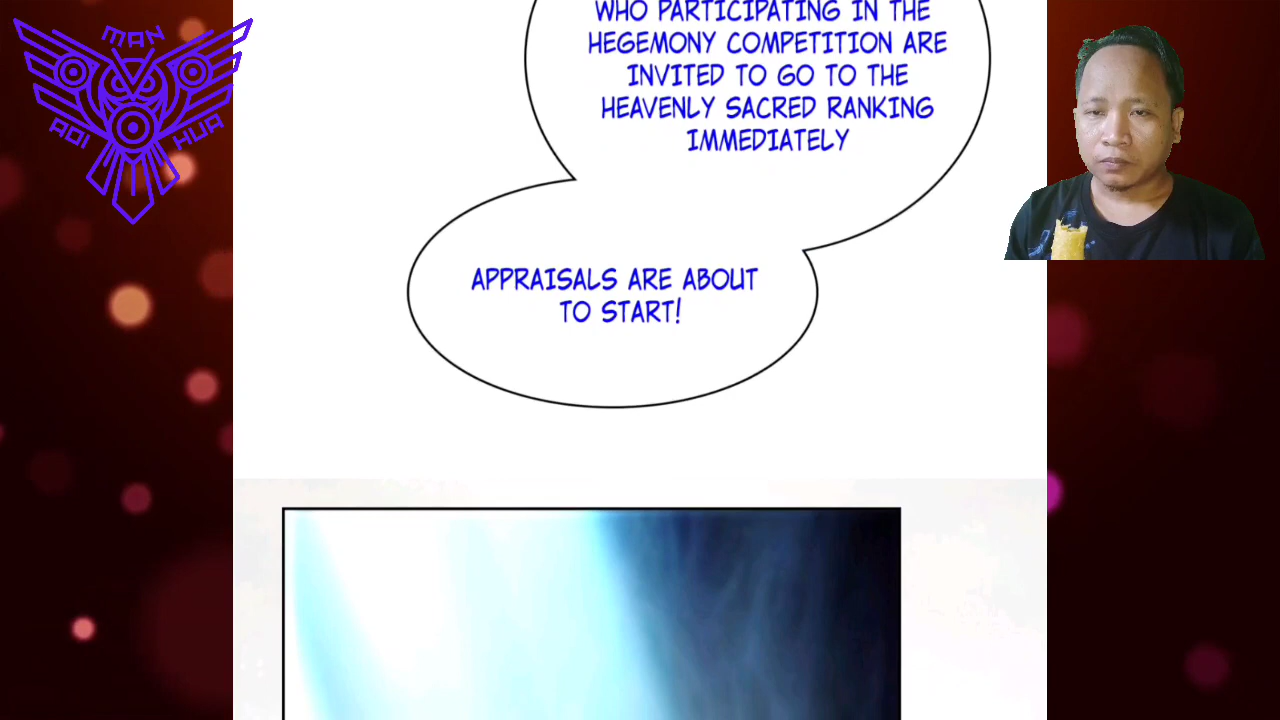 MAN
AOI HUA
WHO PARTICIPATING IN THE
HEGEMONY COMPETITION ARE
INVITED TO GO TO THE
HEAVENLY SACRED RANKING
IMMEDIATELY
APPRAISALS ARE ABOUT
TO START!